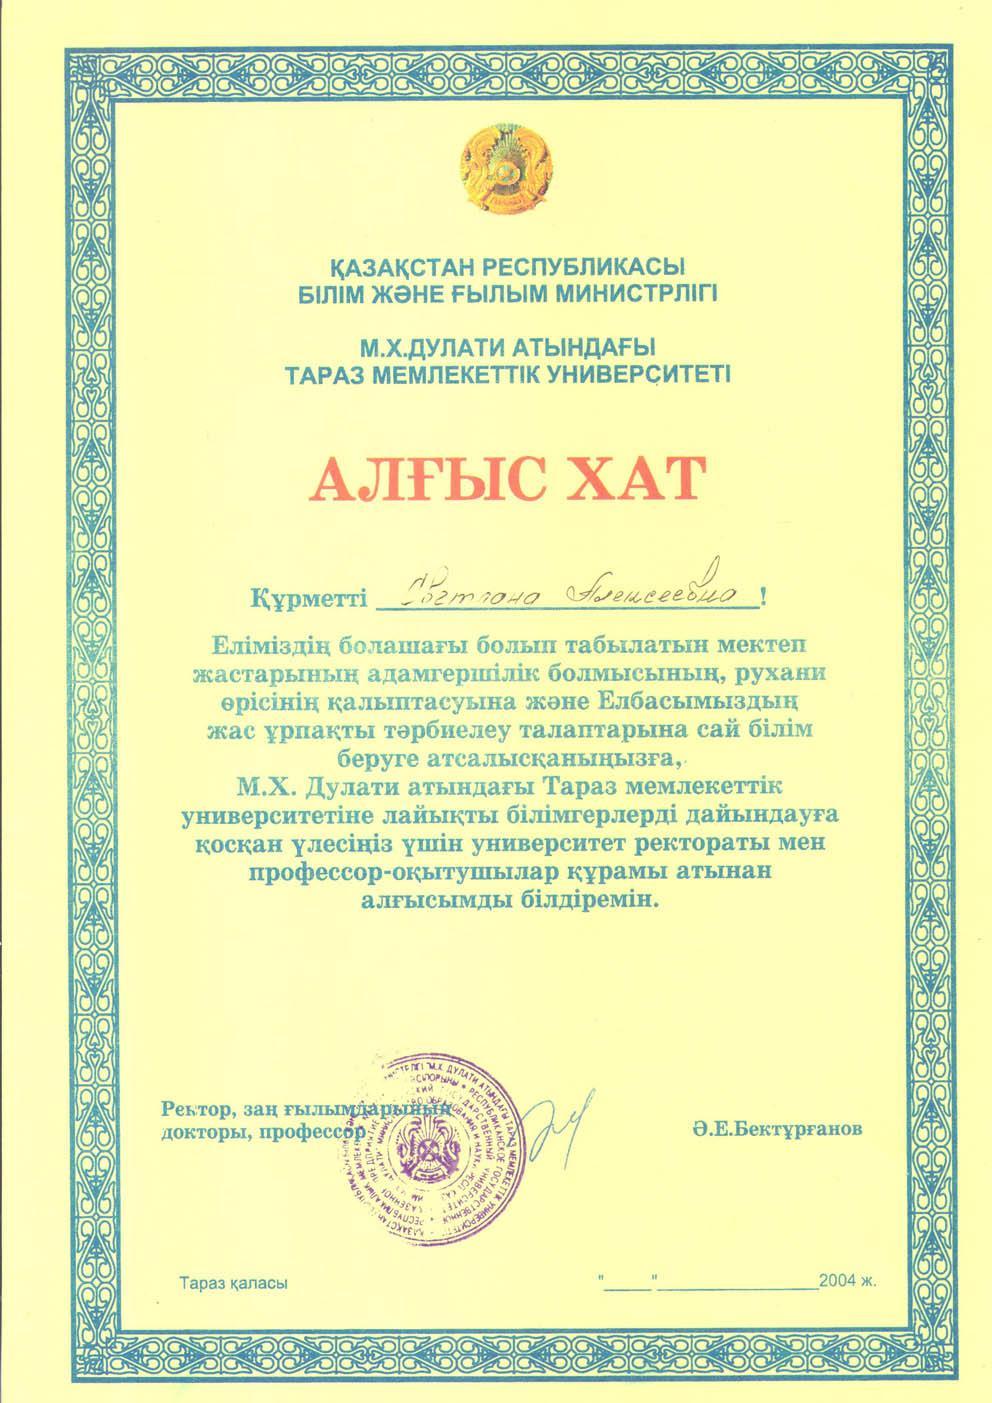 ҚАЗАҚСТАН РЕСПУБЛИКАСЫ
БІЛІМ ЖӘНЕ ҒЫЛЫМ МИНИСТРЛІГІ
М.Х.ДУЛАТИ АТЫНДАҒЫ
ТАРАЗ МЕМЛЕКЕТТІК УНИВЕРСИТЕТІ
АЛҒЫС ХАТ
Құрметті Светлана Алексеевна!
Еліміздің болашағы болып табылатын мектеп
жастарының адамгершілік болмысының, рухани
өрісінің қалыптасуына және Елбасымыздың
жас ұрпақты тәрбиелеу талаптарына сай білім
беруге атсалысқаныңызға,
М.Х. Дулати атындағы Тараз мемлекеттік
университетіне лайықты білімгерлерді дайындауға
қосқан үлесіңіз үшін университет ректораты мен
профессор-оқытушылар құрамы атынан
алғысымды білдіремін.
Ректор, заң ғылымдарының
докторы, профессор
Ә.Е.Бектұрғанов
Тараз қаласы
"_____"_________________2004 ж.